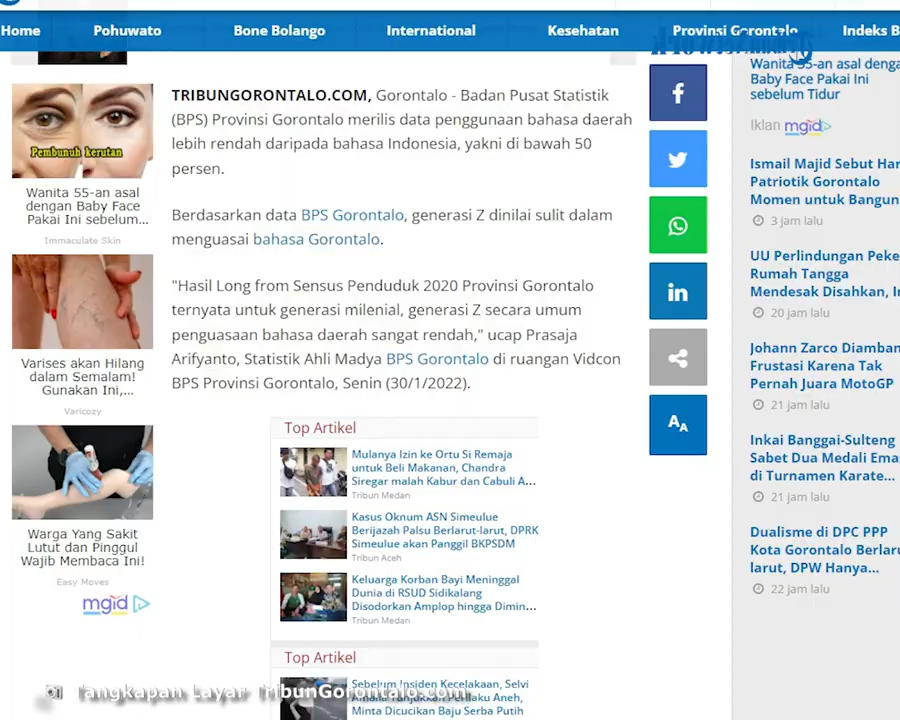 Home
Pohuwato
Bone Bolango
International
Kesehatan
Provinsi Gorontalo
Indeks B
Pembunuh kerutan
Wanita 55-an asal
dengan Baby Face
Pakai Ini sebelum...
Immaculate Skin
Varises akan Hilang
dalam Semalam!
Gunakan Ini,...
Varicozy
Warga Yang Sakit
Lutut dan Pinggul
Wajib Membaca Ini!
Easy Moves
mgid
TRIBUNGORONTALO.COM, Gorontalo - Badan Pusat Statistik
(BPS) Provinsi Gorontalo merilis data penggunaan bahasa daerah
lebih rendah daripada bahasa Indonesia, yakni di bawah 50
persen.
Berdasarkan data BPS Gorontalo, generasi Z dinilai sulit dalam
menguasai bahasa Gorontalo.
"Hasil Long from Sensus Penduduk 2020 Provinsi Gorontalo
ternyata untuk generasi milenial, generasi Z secara umum
penguasaan bahasa daerah sangat rendah," ucap Prasaja
Arifyanto, Statistik Ahli Madya BPS Gorontalo di ruangan Vidcon
BPS Provinsi Gorontalo, Senin (30/1/2022).
Top Artikel
Mulanya Izin ke Ortu Si Remaja
untuk Beli Makanan, Chandra
Siregar malah Kabur dan Cabuli A...
Tribun Medan
Kasus Oknum ASN Simeulue
Berijazah Palsu Berlarut-larut, DPRK
Simeulue akan Panggil BKPSDM
Tribun Aceh
Keluarga Korban Bayi Meninggal
Dunia di RSUD Sidikalang
Disodorkan Amplop hingga Dimin...
Tribun Medan
Top Artikel
Sebelum Insiden Kecelakaan, Selvi
Amalia Tunjukkan Perilaku Aneh,
Minta Dicucikan Baju Serba Putih
f
in
AA
Wanita 55-an asal denga
Baby Face Pakai Ini
sebelum Tidur
Iklan mgid
Ismail Majid Sebut Har
Patriotik Gorontalo
Momen untuk Bangun
3 jam lalu
UU Perlindungan Peke
Rumah Tangga
Mendesak Disahkan, In
20 jam lalu
Johann Zarco Diamban
Frustasi Karena Tak
Pernah Juara MotoGP
21 jam lalu
Inkai Banggai-Sulteng
Sabet Dua Medali Ema
di Turnamen Karate...
21 jam lalu
Dualisme di DPC PPP
Kota Gorontalo Berlaru
larut, DPW Hanya...
22 jam lalu
Tangkapan Layar TribunGorontalo.com